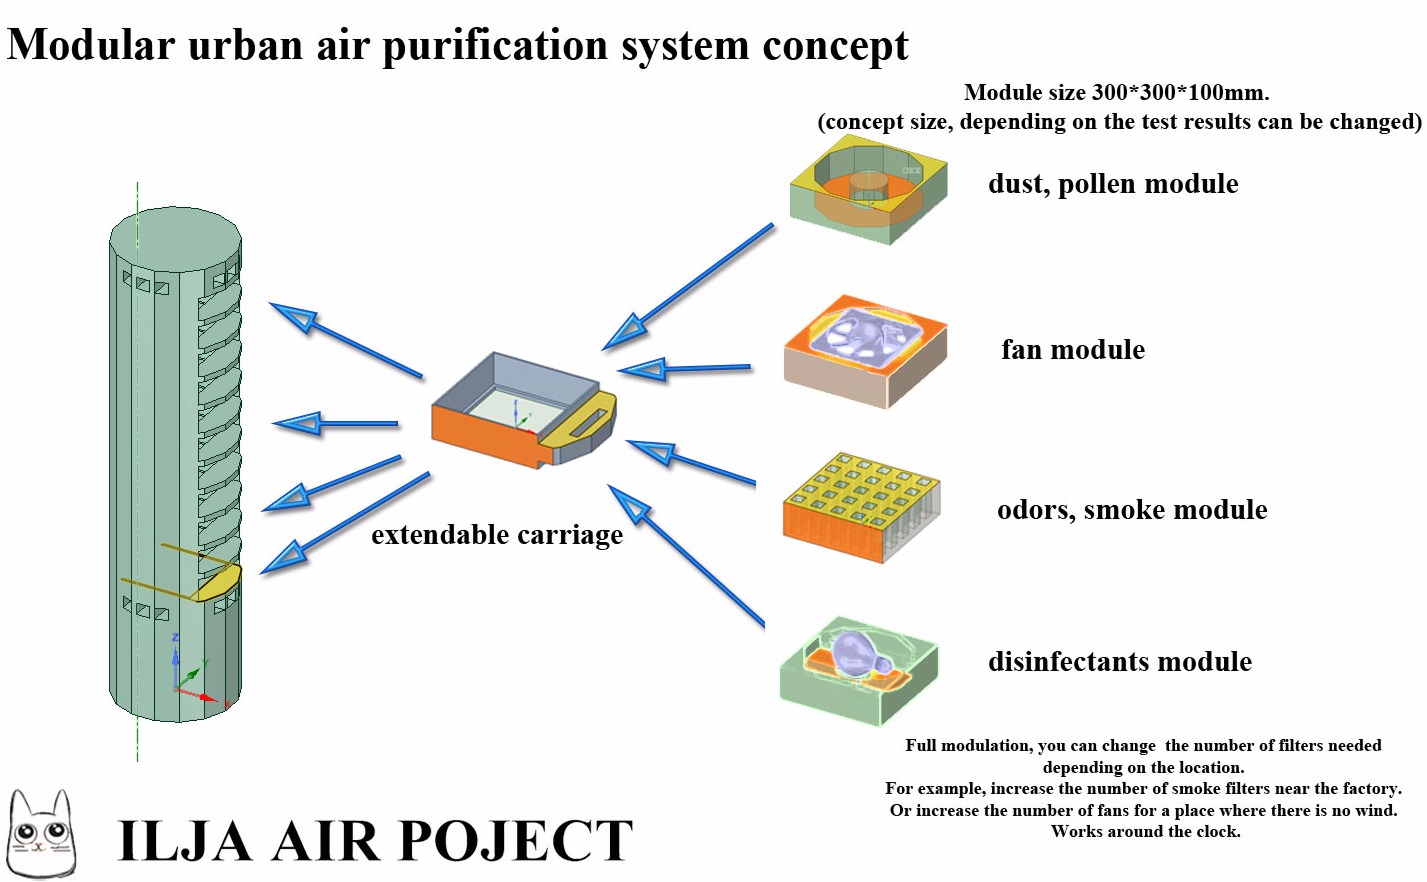 Modular urban air purification system concept
Module size 300*300*100mm.
(concept size, depending on the test results can be changed)
dust, pollen module
fan module
extendable carriage
odors, smoke module
disinfectants module
Full modulation, you can change the number of filters needed
depending on the location.
For example, increase the number of smoke filters near the factory.
Or increase the number of fans for a place where there is no wind.
Works around the clock.
Z
ILJA AIR POJECT